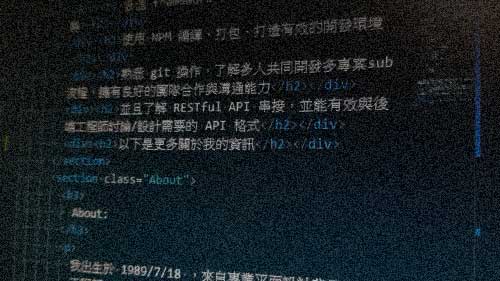 使用 NPM 編譯、打包、打造有效的開發環境
<div><h2>熟悉 git 操作，了解多人共同開發多專案sub
流程，擁有良好的團隊合作與溝通能力</h2></div>
<div><h2>並且了解 RESTful API 串接，並能有效與後
端工程師討論/設計需要的 API 格式</h2></div>
<div><h2>以下是更多關於我的資訊</h2></div>
</section>
<section class="About">
<h3>
About:
</h3>
<p>
我出生於 1989/7/18 ，來自專業平面設計